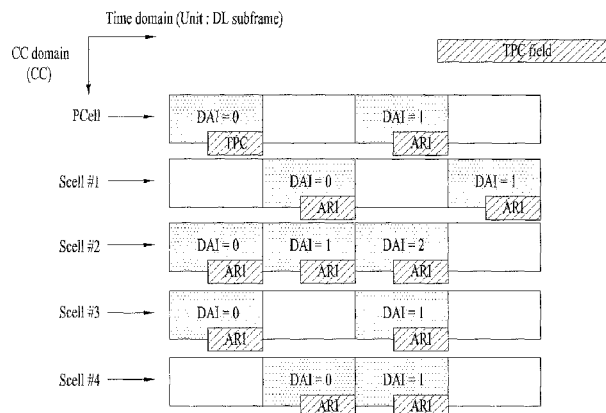 Time domain (Unit : DL subframe)
CC domain
(CC)
TPC field
PCell
DAI = 0
DAI = 1
TPC
ARI
Scell #1
DAI = 0
DAI = 1
ARI
ARI
Scell #2
DAI = 0
DAI = 1
DAI = 2
ARI
ARI
ARI
Scell #3
DAI = 0
DAI = 1
ARI
ARI
Scell #4
DAI = 0
DAI = 1
ARI
ARI